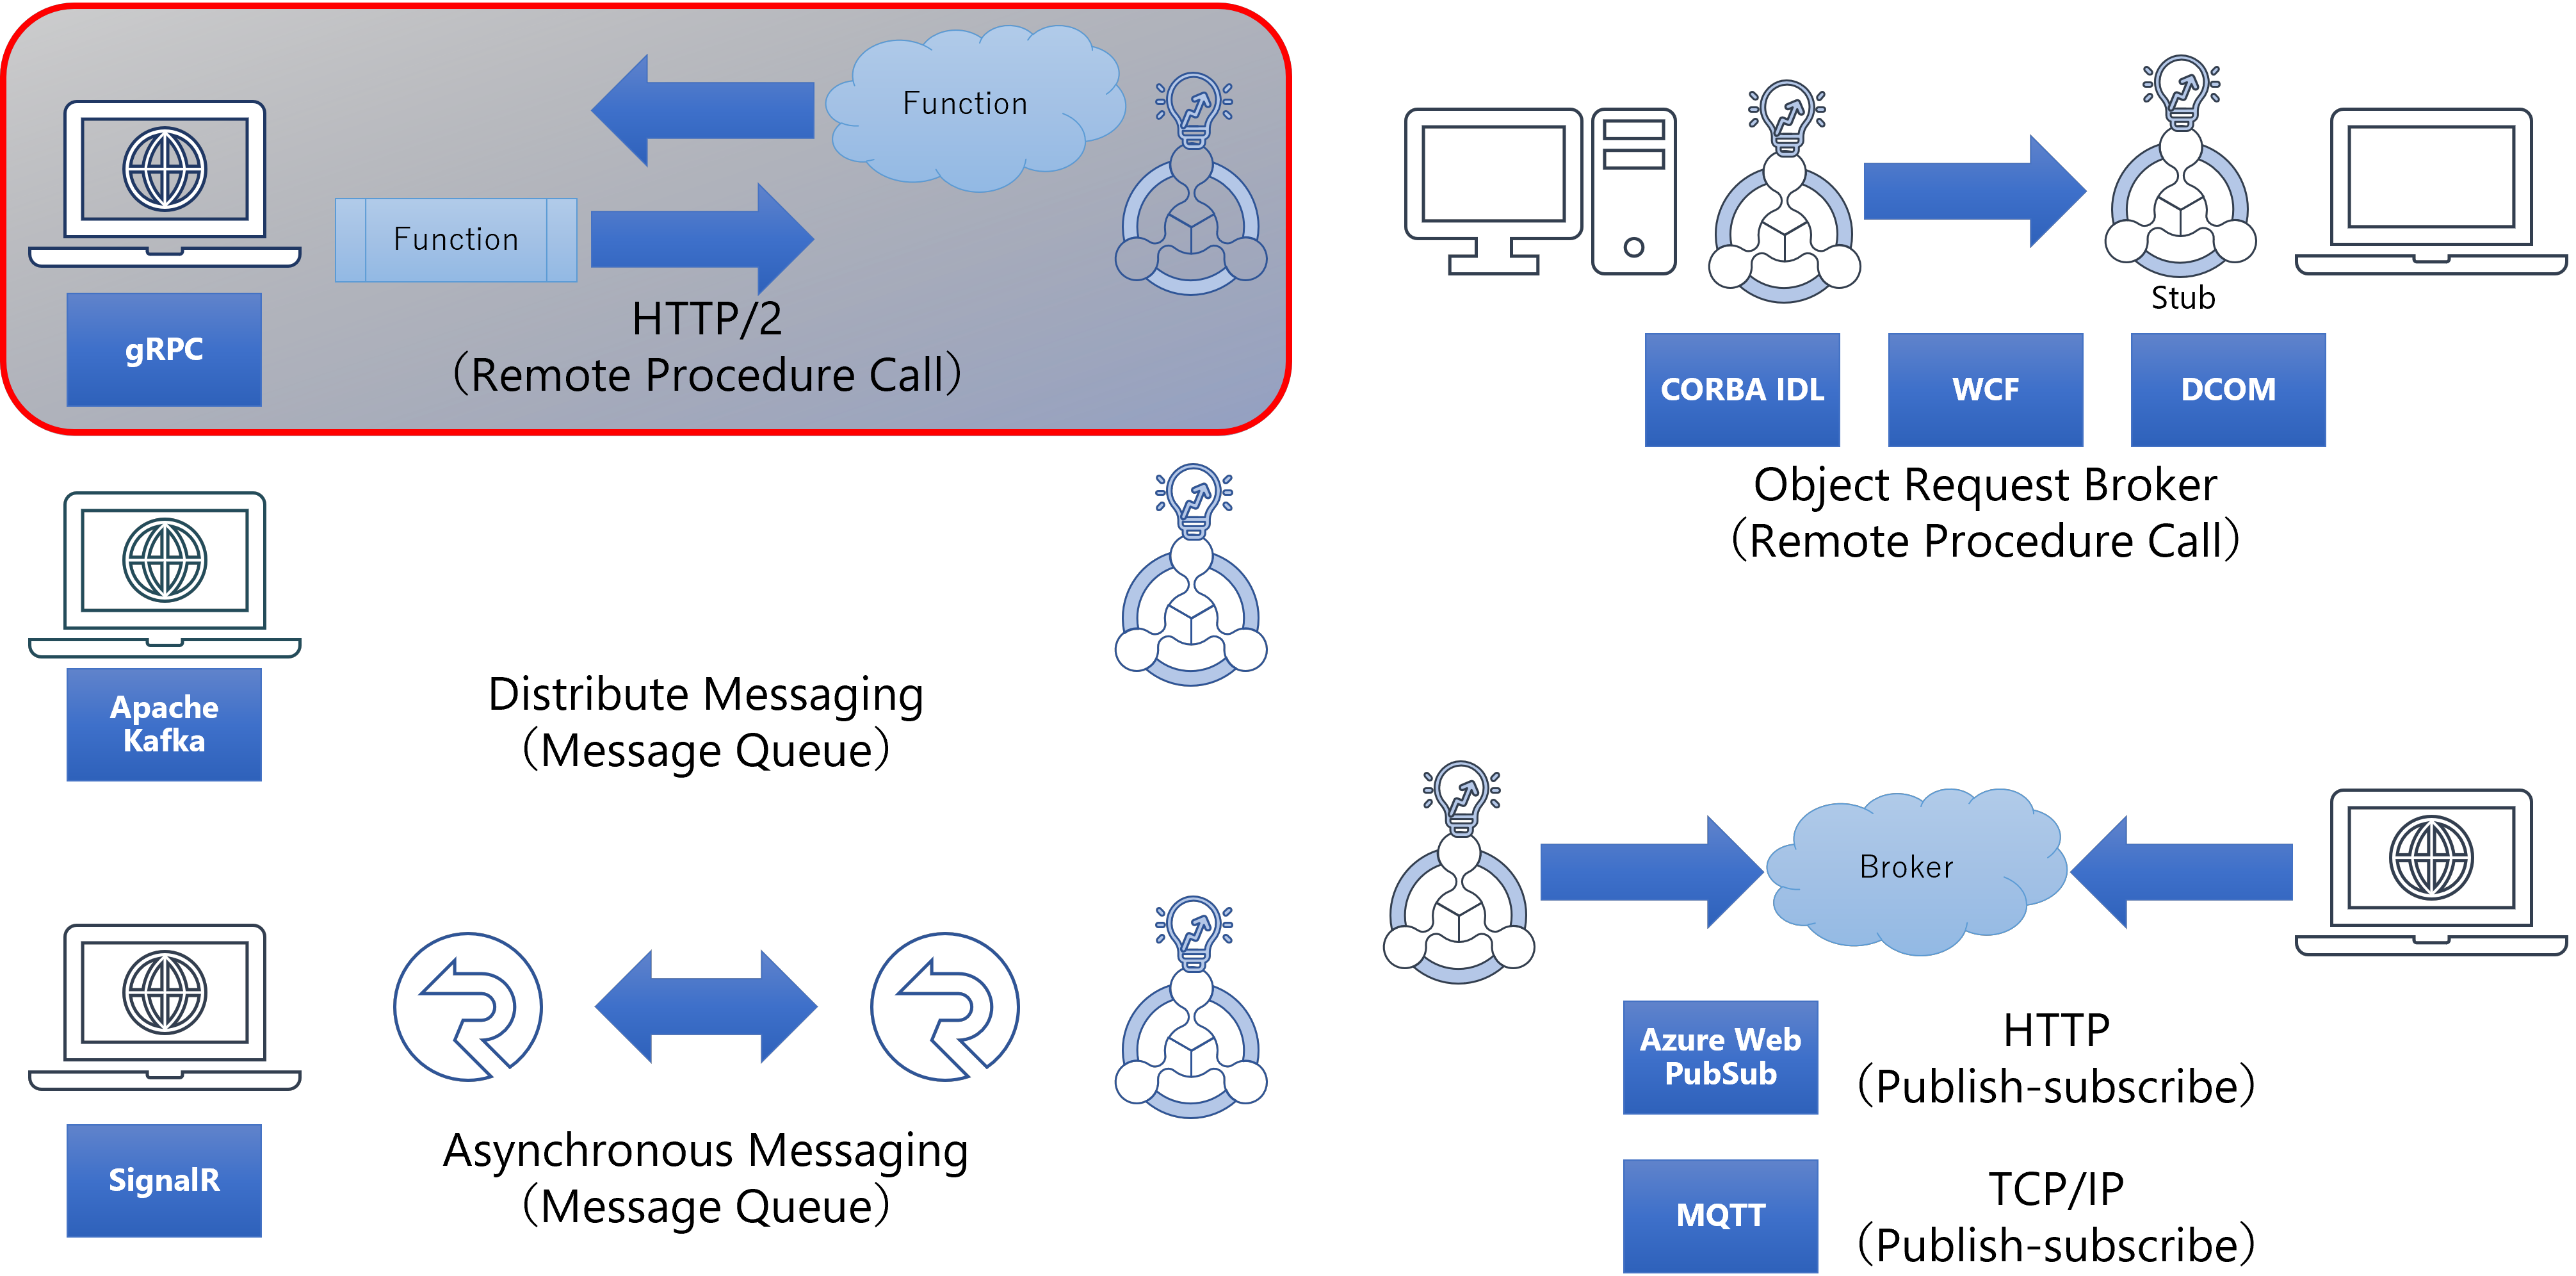 Function
Function
gRPC
HTTP/2
（Remote Procedure Call）
Stub
CORBA IDL
WCF
DCOM
Object Request Broker
（Remote Procedure Call）
Apache
Kafka
Distribute Messaging
（Message Queue）
Broker
SignalR
Asynchronous Messaging
（Message Queue）
Azure Web
PubSub
HTTP
（Publish-subscribe）
MQTT
TCP/IP
（Publish-subscribe）